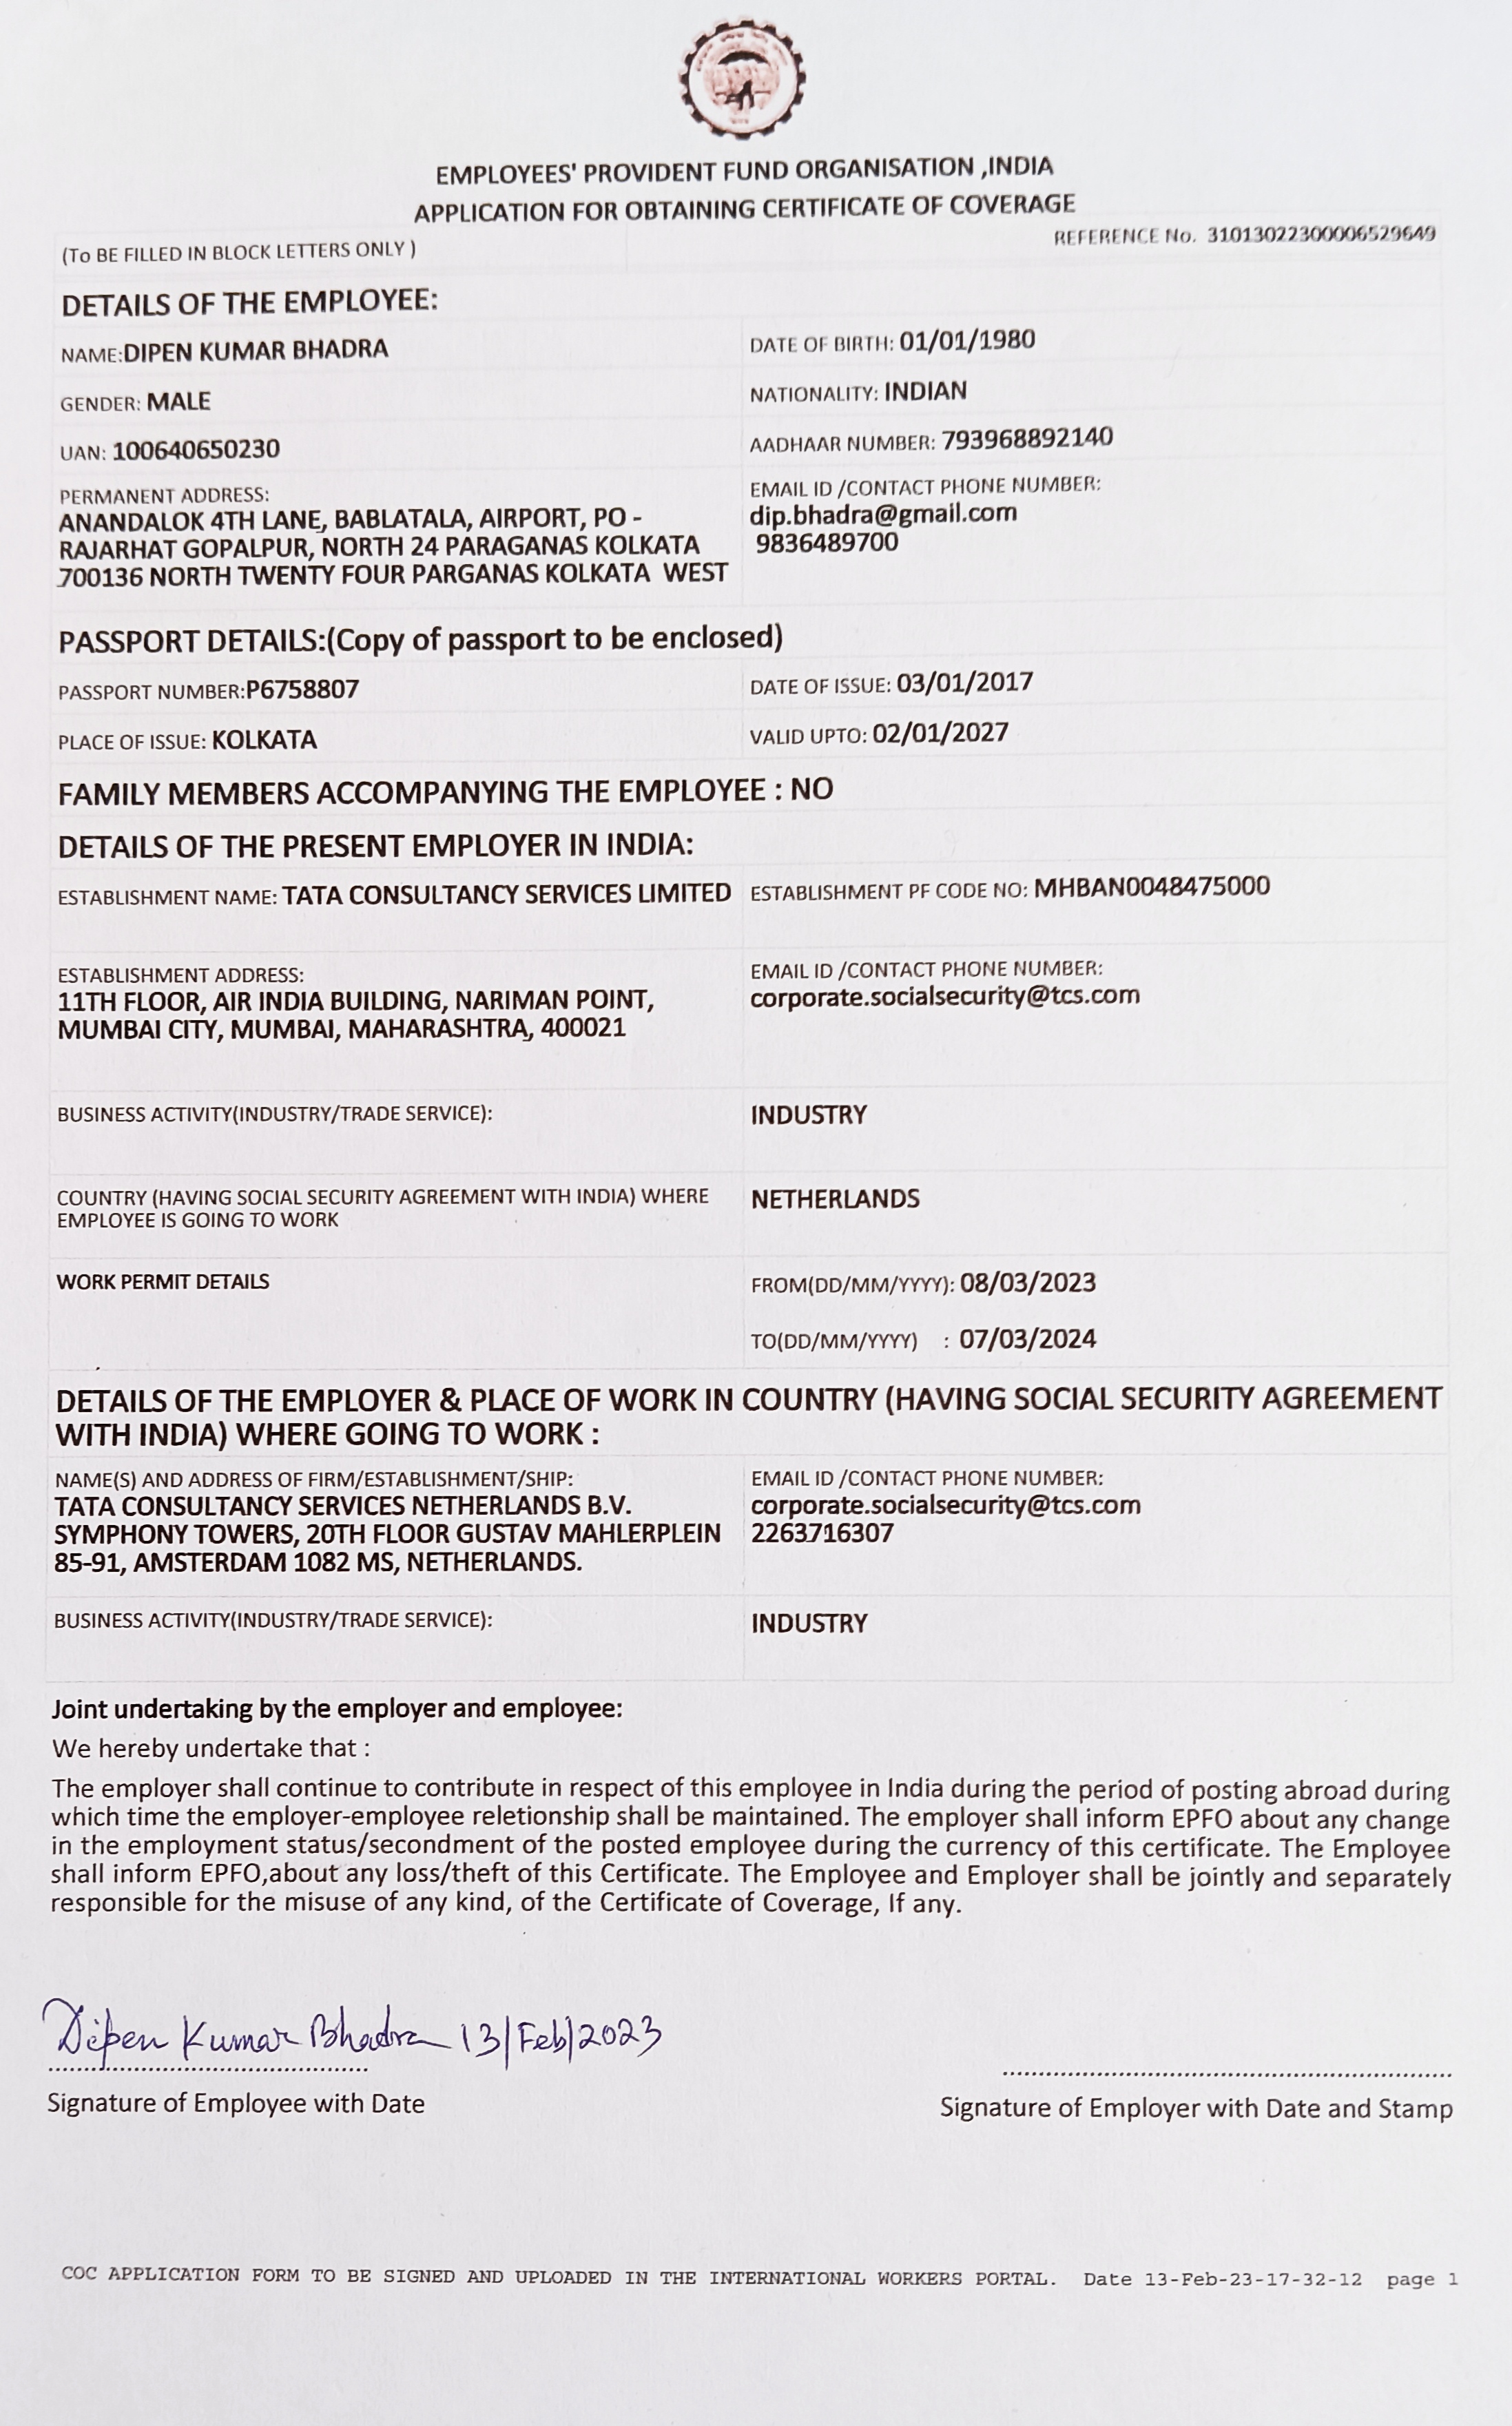 EMPLOYEES' PROVIDENT FUND ORGANISATION ,INDIA
APPLICATION FOR OBTAINING CERTIFICATE OF COVERAGE
(To BE FILLED IN BLOCK LETTERS ONLY )
REFERENCE No. 31013022300006529649
DETAILS OF THE EMPLOYEE:
NAME:DIPEN KUMAR BHADRA
DATE OF BIRTH: 01/01/1980
GENDER: MALE
NATIONALITY: INDIAN
UAN: 100640650230
AADHAAR NUMBER: 793968892140
PERMANENT ADDRESS:
ANANDALOK 4TH LANE, BABLATALA, AIRPORT, PO -
RAJARHAT GOPALPUR, NORTH 24 PARAGANAS KOLKATA
700136 NORTH TWENTY FOUR PARGANAS KOLKATA WEST
EMAIL ID /CONTACT PHONE NUMBER:
dip.bhadra@gmail.com
9836489700
PASSPORT DETAILS:(Copy of passport to be enclosed)
PASSPORT NUMBER:P6758807
DATE OF ISSUE: 03/01/2017
PLACE OF ISSUE: KOLKATA
VALID UPTO: 02/01/2027
FAMILY MEMBERS ACCOMPANYING THE EMPLOYEE : NO
DETAILS OF THE PRESENT EMPLOYER IN INDIA:
ESTABLISHMENT NAME: TATA CONSULTANCY SERVICES LIMITED
ESTABLISHMENT PF CODE NO: MHBAN0048475000
ESTABLISHMENT ADDRESS:
11TH FLOOR, AIR INDIA BUILDING, NARIMAN POINT,
MUMBAI CITY, MUMBAI, MAHARASHTRA, 400021
EMAIL ID /CONTACT PHONE NUMBER:
corporate.socialsecurity@tcs.com
BUSINESS ACTIVITY(INDUSTRY/TRADE SERVICE):
INDUSTRY
COUNTRY (HAVING SOCIAL SECURITY AGREEMENT WITH INDIA) WHERE
EMPLOYEE IS GOING TO WORK
NETHERLANDS
WORK PERMIT DETAILS
FROM(DD/MM/YYYY): 08/03/2023
TO(DD/MM/YYYY) : 07/03/2024
DETAILS OF THE EMPLOYER & PLACE OF WORK IN COUNTRY (HAVING SOCIAL SECURITY AGREEMENT
WITH INDIA) WHERE GOING TO WORK :
NAME(S) AND ADDRESS OF FIRM/ESTABLISHMENT/SHIP:
TATA CONSULTANCY SERVICES NETHERLANDS B.V.
SYMPHONY TOWERS, 20TH FLOOR GUSTAV MAHLERPLEIN
85-91, AMSTERDAM 1082 MS, NETHERLANDS.
EMAIL ID /CONTACT PHONE NUMBER:
corporate.socialsecurity@tcs.com
2263716307
BUSINESS ACTIVITY(INDUSTRY/TRADE SERVICE):
INDUSTRY
Joint undertaking by the employer and employee:
We hereby undertake that :
The employer shall continue to contribute in respect of this employee in India during the period of posting abroad during
which time the employer-employee reletionship shall be maintained. The employer shall inform EPFO about any change
in the employment status/secondment of the posted employee during the currency of this certificate. The Employee
shall inform EPFO,about any loss/theft of this Certificate. The Employee and Employer shall be jointly and separately
responsible for the misuse of any kind, of the Certificate of Coverage, If any.
Dipen Kumar Bhadra 13/Feb/2023
Signature of Employee with Date
Signature of Employer with Date and Stamp
COC APPLICATION FORM TO BE SIGNED AND UPLOADED IN THE INTERNATIONAL WORKERS PORTAL. Date 13-Feb-23-17-32-12 page 1